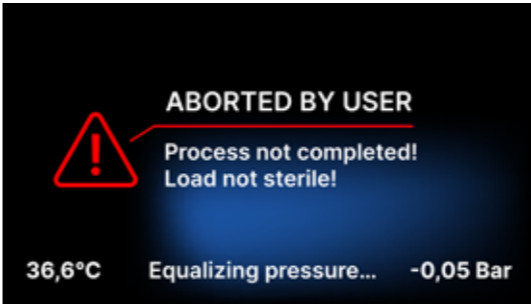 ABORTED BY USER
Process not completed!
Load not sterile!
36,6°C Equalizing pressure... -0,05 Bar